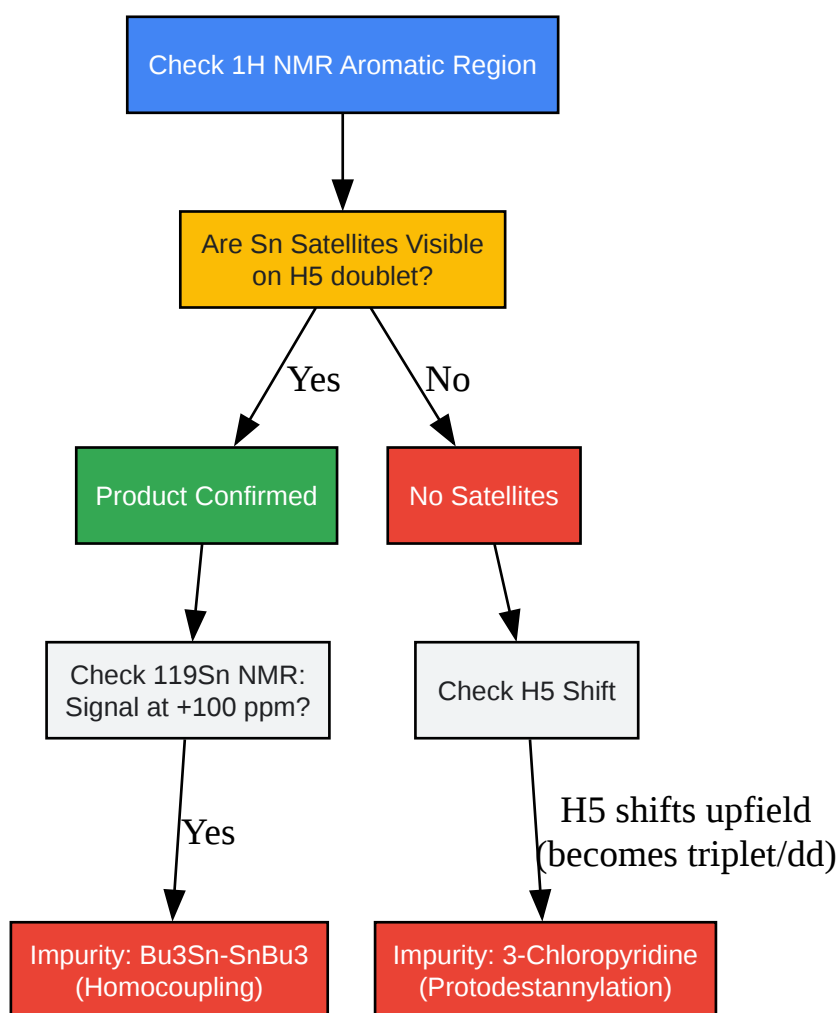 Check 1H NMR Aromatic Region
Are Sn Satellites Visible
on H5 doublet?
Yes
No
Product Confirmed
No Satellites
Check 119Sn NMR:
Signal at +100 ppm?
Check H5 Shift
Yes
H5 shifts upfield
(becomes triplet/dd)
Impurity: Bu3Sn-SnBu3
(Homocoupling)
Impurity: 3-Chloropyridine
(Protodestannylation)